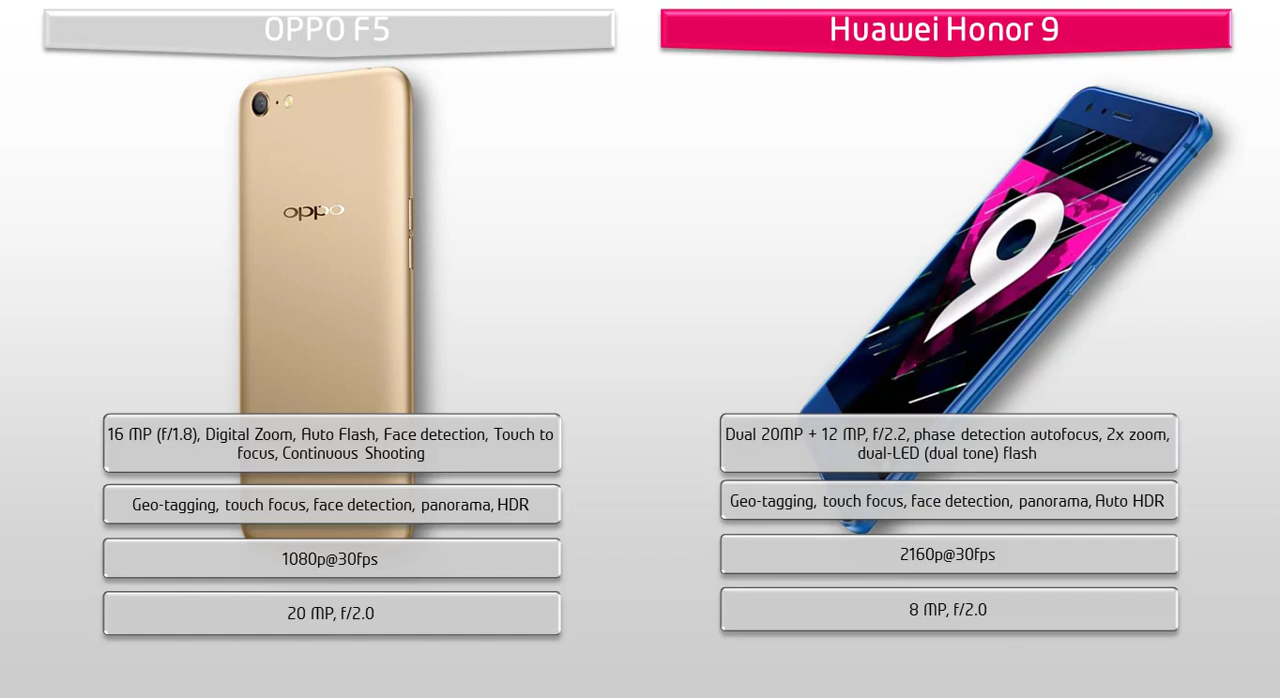 OPPO F5
Huawei Honor 9
oppo
9
16 MP (f/1.8), Digital Zoom, Auto Flash, Face detection, Touch to
focus, Continuous Shooting
Geo-tagging, touch focus, face detection, panorama, HDR
1080p@30fps
20 MP, f/2.0
Dual 20MP + 12 MP, f/2.2, phase detection autofocus, 2x zoom,
dual-LED (dual tone) flash
Geo-tagging, touch focus, face detection, panorama, Auto HDR
2160p@30fps
8 MP, f/2.0